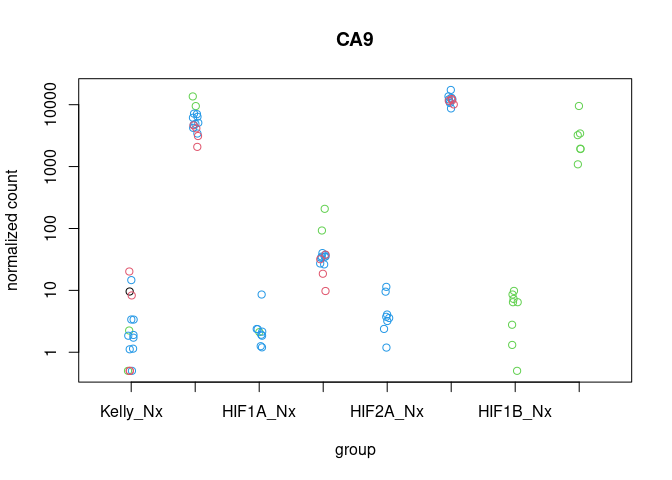 CA9
normalized count
10000
1000
100
10
1
Kelly_Nx
HIF1A_Nx
HIF2A_Nx
HIF1B_Nx
group